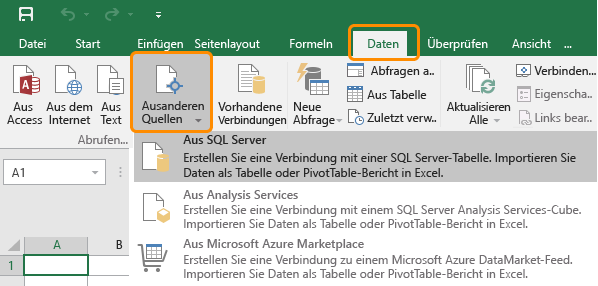 Datei Start Einfügen Seitenlayout Formeln Daten Überprüfen Ansicht ...
Aus Access
Aus dem Internet
Aus Text
Ausanderen Quellen
Vorhandene Verbindungen
Neue Abfrage
Abfragen a..
Aus Tabelle
Zuletzt verw..
Aktualisieren Alle
Verbinden...
Eigenscha..
Links bear..
Abrufen...
Aus SQL Server
Erstellen Sie eine Verbindung mit einer SQL Server-Tabelle. Importieren Sie
Daten als Tabelle oder PivotTable-Bericht in Excel.
A1
Aus Analysis Services
Erstellen Sie eine Verbindung mit einem SQL Server Analysis Services-Cube.
Importieren Sie Daten als Tabelle oder PivotTable-Bericht in Excel.
Aus Microsoft Azure Marketplace
Erstellen Sie eine Verbindung zu einem Microsoft Azure DataMarket-Feed.
Importieren Sie Daten als Tabelle oder PivotTable-Bericht in Excel.
A B
1